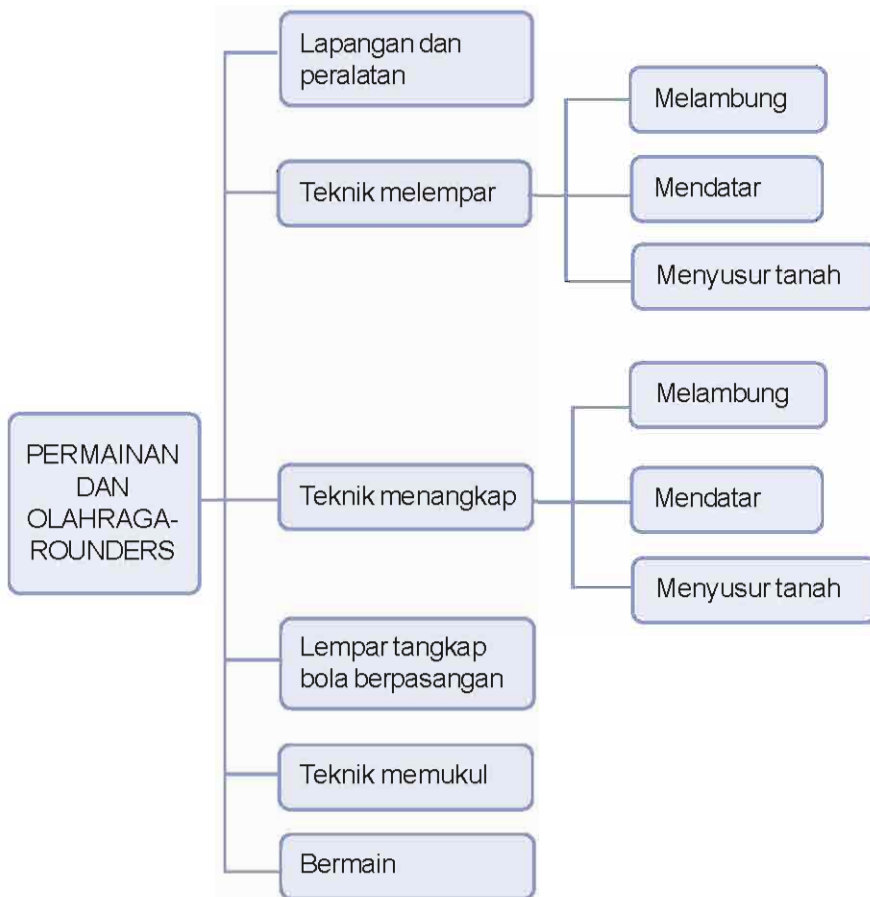 PERMAINAN
DAN
OLAHRAGA-
ROUNDERS
Lapangan dan
peralatan
Teknik melempar
Melambung
Mendatar
Menyusur tanah
Teknik menangkap
Melambung
Mendatar
Menyusur tanah
Lempar tangkap
bola berpasangan
Teknik memukul
Bermain